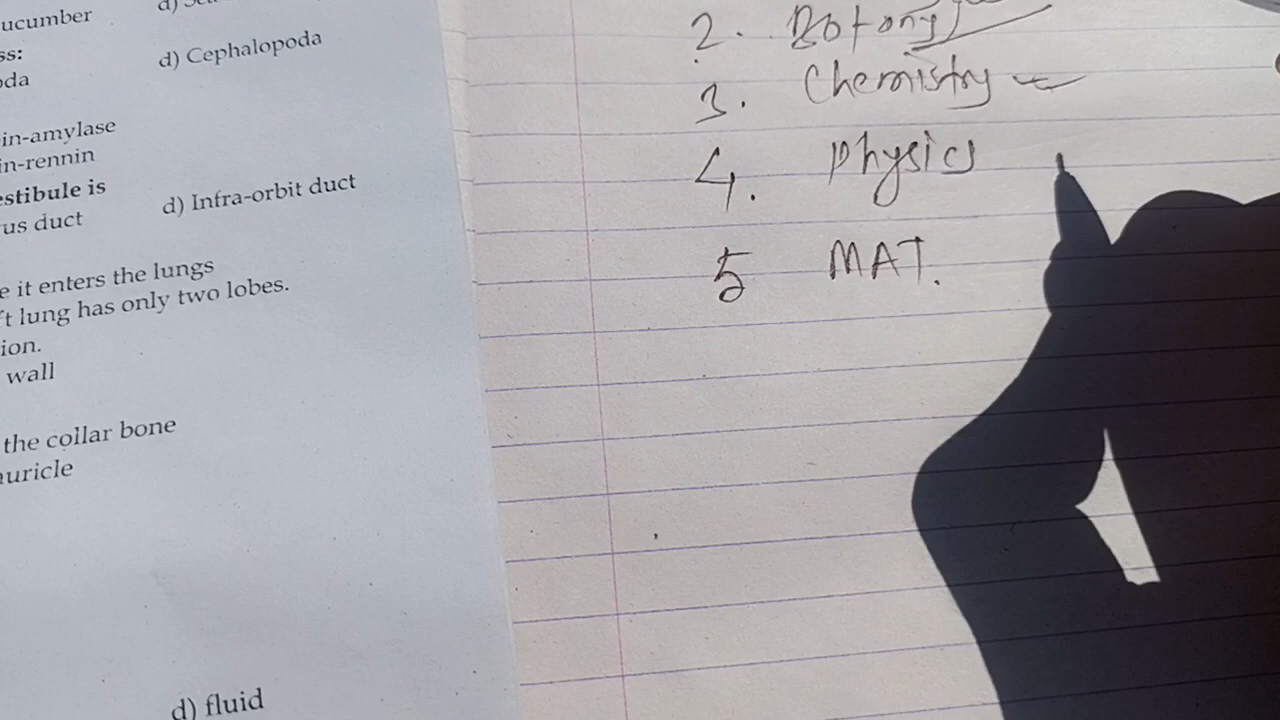 ucumber
ss:
oda
d) Cephalopoda
in-amylase
in-rennin
estibule is
us duct
d) Infra-orbit duct
e it enters the lungs
t lung has only two lobes.
ion.
wall
the collar bone
auricle
d) fluid
2. Botony
3. Chemistry
4. Physics
5 MAT.